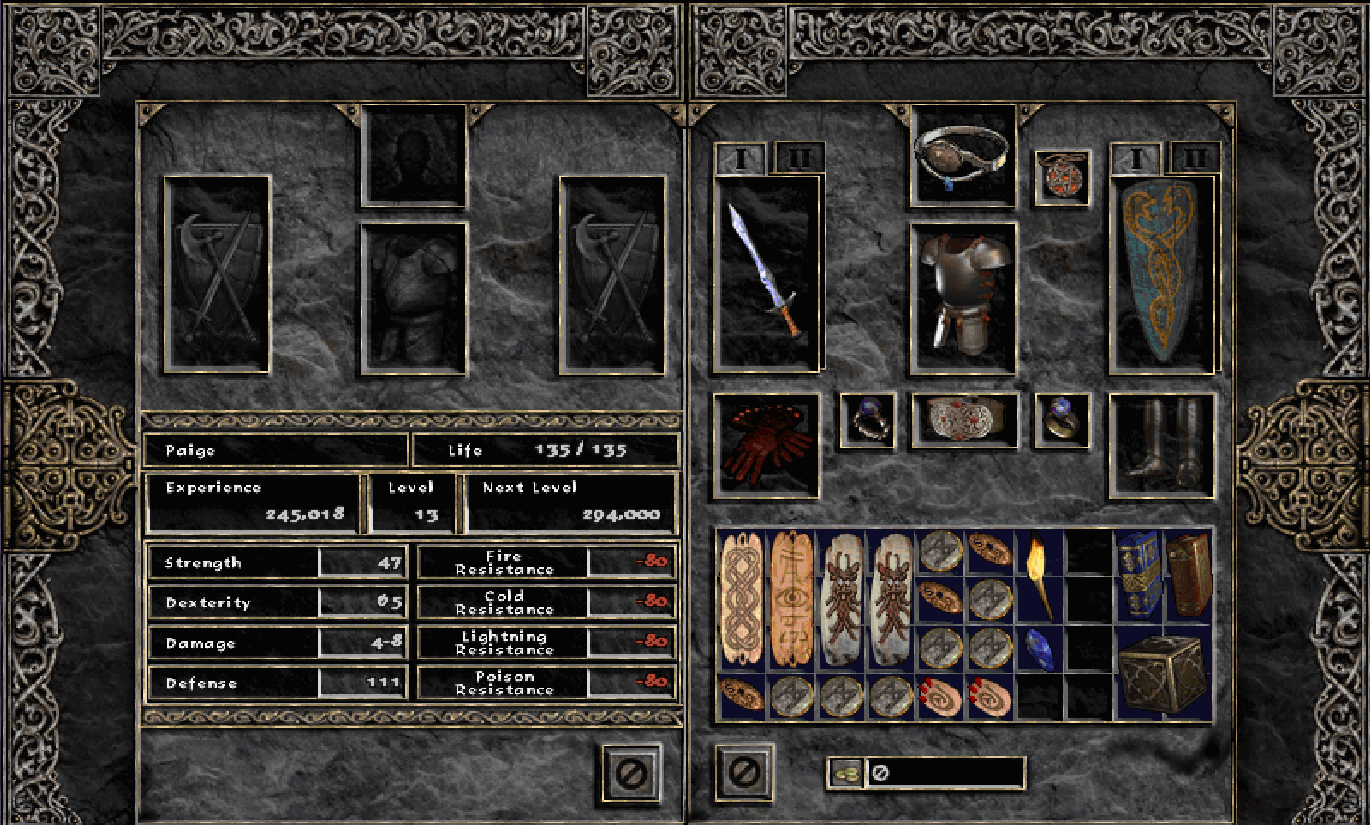 I II
I II
Paige
Life 135 / 135
Experience
245,018
Level
13
Next Level
294,000
Strength 47
Fire
Resistance -80
Dexterity 65
Cold
Resistance -80
Damage 4-8
Lightning
Resistance -80
Defense 111
Poison
Resistance -80
0